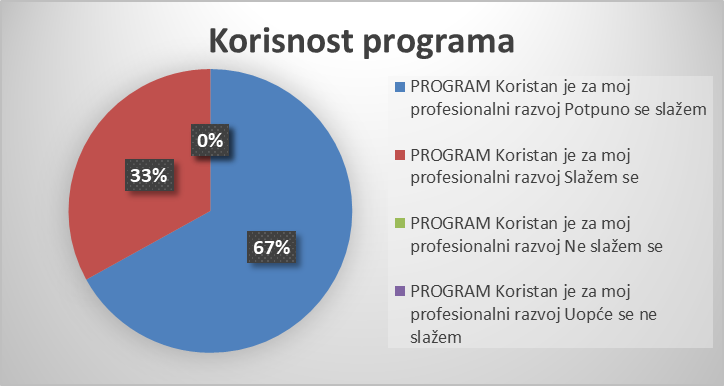 Korisnost programa
0%
33%
67%
PROGRAM Koristan je za moj
profesionalni razvoj Potpuno se slažem
PROGRAM Koristan je za moj
profesionalni razvoj Slažem se
PROGRAM Koristan je za moj
profesionalni razvoj Ne slažem se
PROGRAM Koristan je za moj
profesionalni razvoj Uopće se ne
slažem